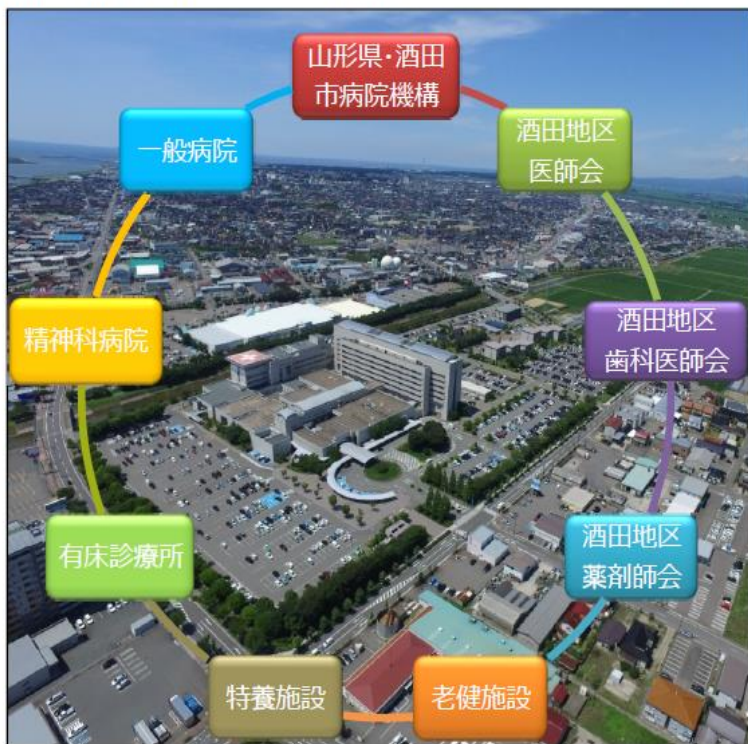 山形県・酒田
市病院機構
酒田地区
医師会
酒田地区
歯科医師会
酒田地区
薬剤師会
老健施設
特養施設
有床診療所
精神科病院
一般病院